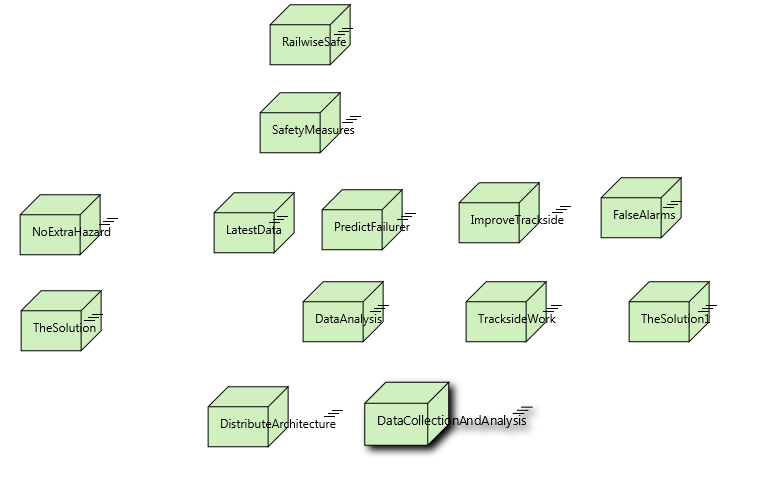 RailwiseSafe
SafetyMeasures
NoExtraHazard
LatestData
PredictFailurer
ImproveTrackside
FalseAlarms
TheSolution
DataAnalysis
TracksideWork
TheSolution1
DistributeArchitecture
DataCollectionAndAnalysis